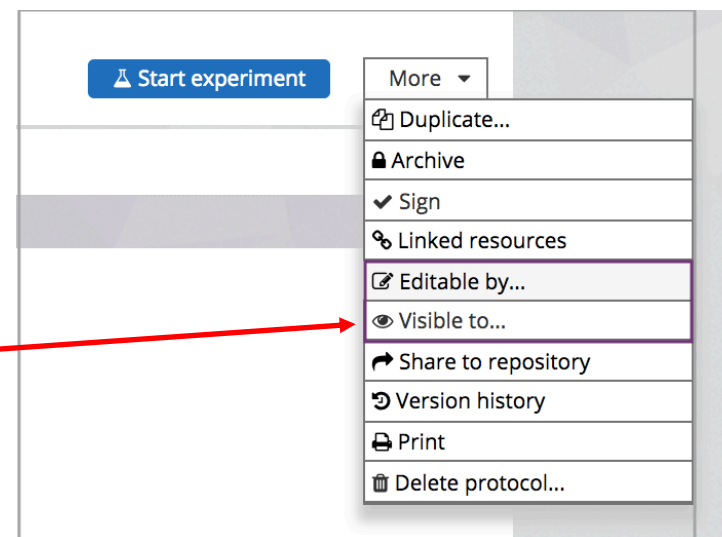 Start experiment
More
Duplicate...
Archive
Sign
Linked resources
Editable by...
Visible to...
Share to repository
Version history
Print
Delete protocol...